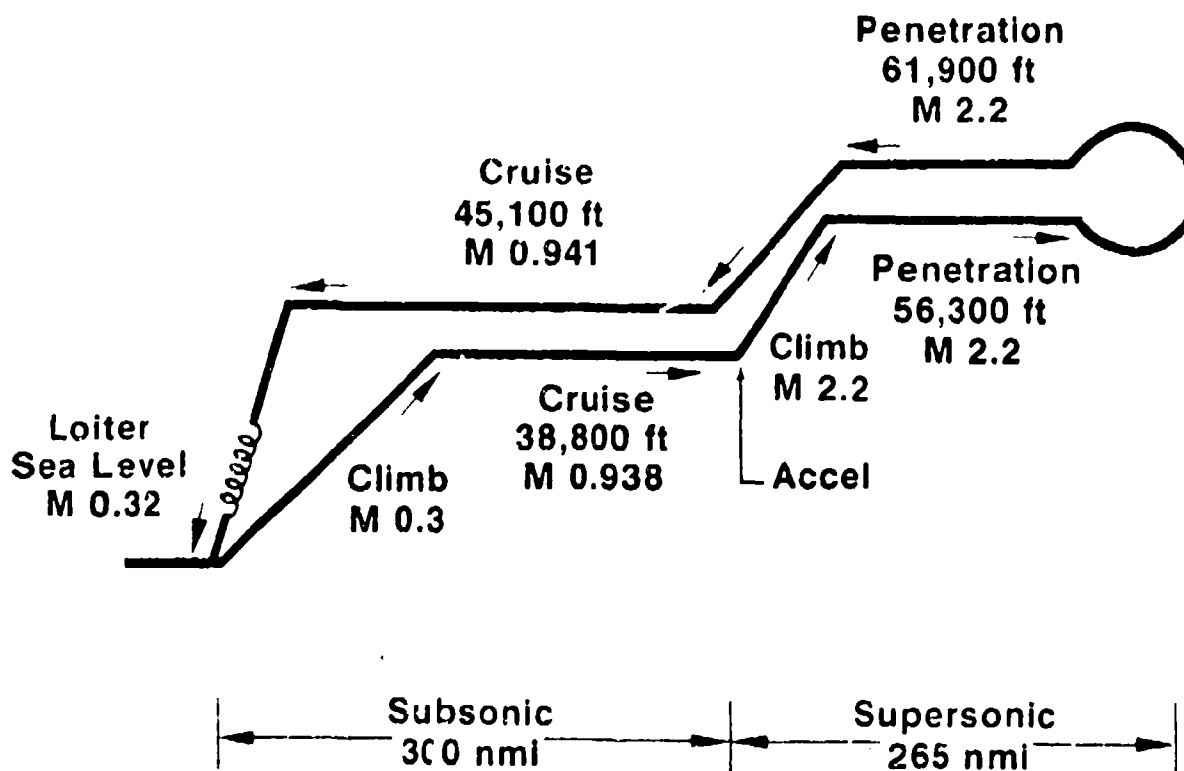 Penetration
61,900 ft
M 2.2
Cruise
45,100 ft
M 0.941
Penetration
56,300 ft
M 2.2
Climb
M 2.2
Cruise
38,800 ft
M 0.938
Accel
Loiter
Sea Level
M 0.32
Climb
M 0.3
Subsonic
300 nmi
Supersonic
265 nmi